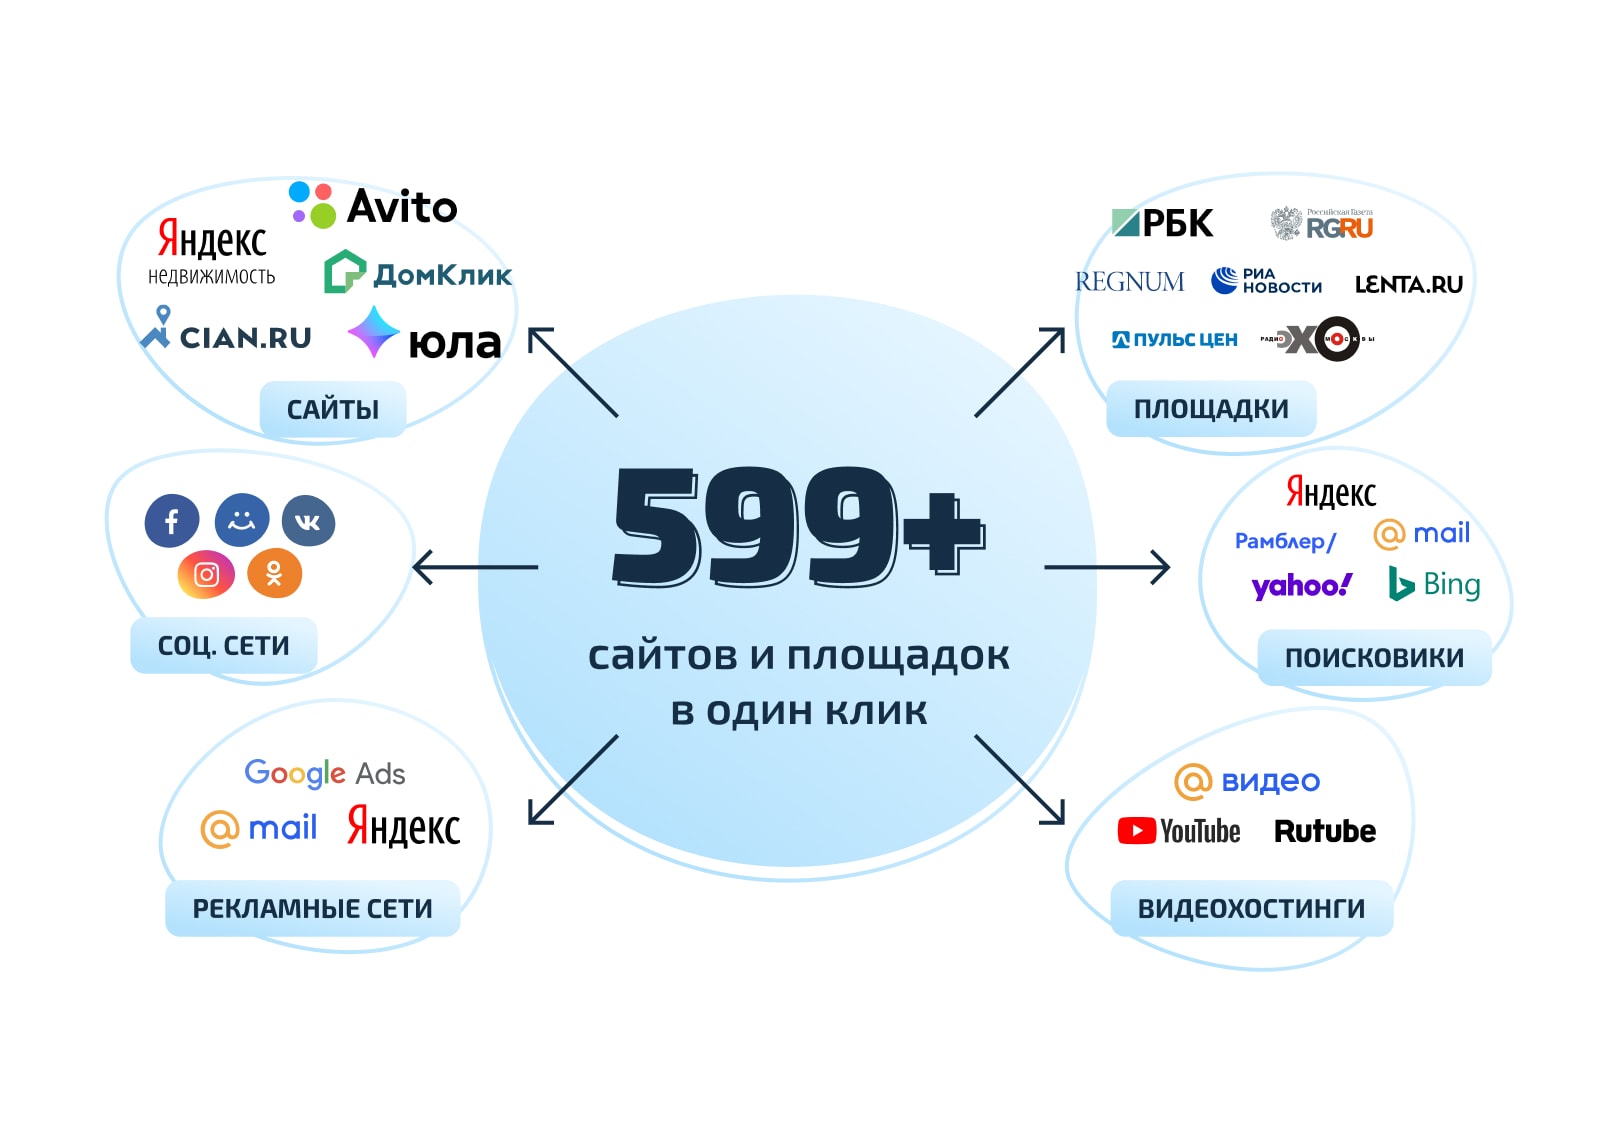 Avito
Яндекс
недвижимость
ДомКлик
CIAN.RU
юла
САЙТЫ
РБК
Российская Газета
RGRU
REGNUM
РИА
НОВОСТИ
LENTA.RU
ПУЛЬС ЦЕН
РАДИО ЭХО МОСКВЫ
ПЛОЩАДКИ
f
VK
СОЦ. СЕТИ
599+
сайтов и площадок
в один клик
Яндекс
Рамблер/
@mail
yahoo!
Bing
ПОИСКОВИКИ
Google Ads
@mail
Яндекс
РЕКЛАМНЫЕ СЕТИ
@видео
YouTube
Rutube
ВИДЕОХОСТИНГИ